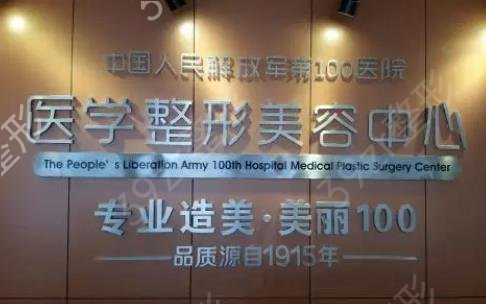 中国人民解放军第100医院
医学整形美容中心
The People's Liberation Army 100th Hospital Medical Plastic Surgery Center
专业造美·美丽100
品质源自1915年